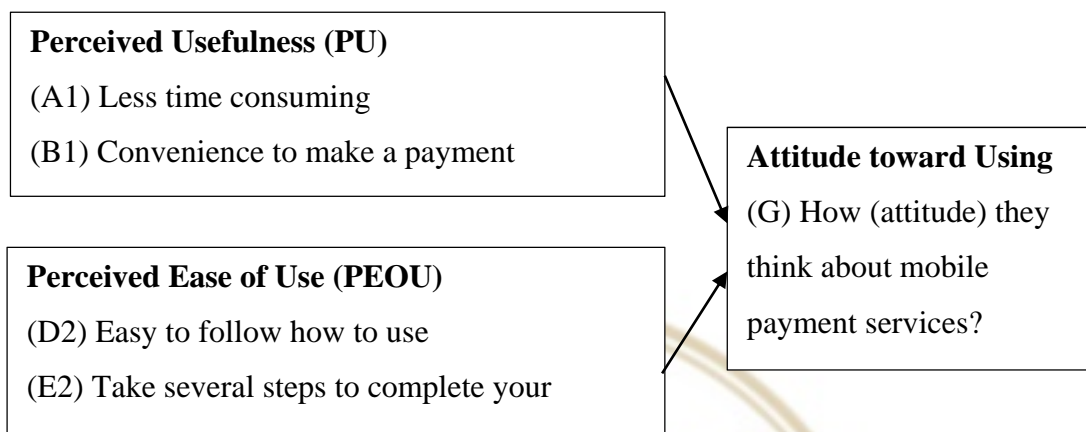 Perceived Usefulness (PU)
(A1) Less time consuming
(B1) Convenience to make a payment
Attitude toward Using
(G) How (attitude) they
think about mobile
payment services?
Perceived Ease of Use (PEOU)
(D2) Easy to follow how to use
(E2) Take several steps to complete your